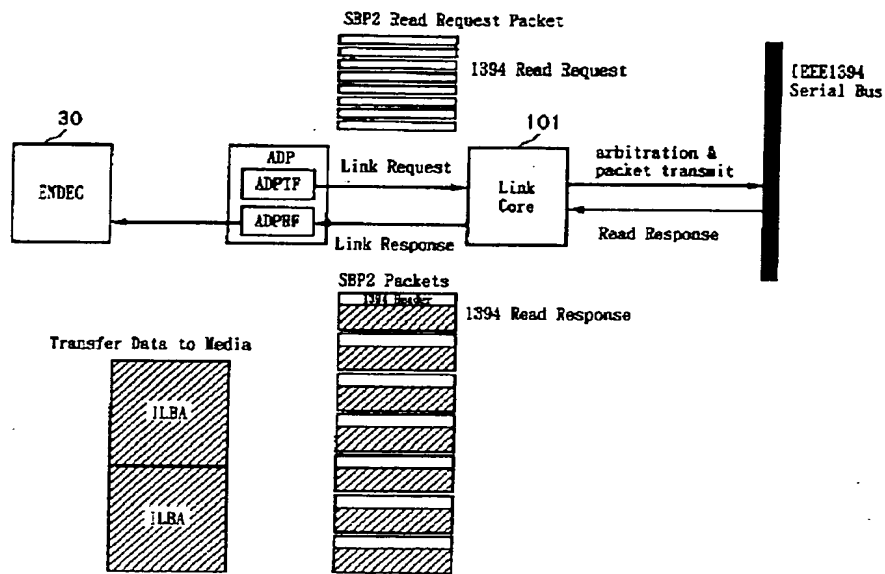 SBP2 Read Request Packet
1394 Read Request
IEEE1394
Serial Bus
30
ENDEC
ADP
ADPTF
ADPRF
Link Request
Link Response
101
Link
Core
arbitration &
packet transmit
Read Response
SBP2 Packets
1394 Header
1394 Read Response
Transfer Data to Media
1LBA
1LBA